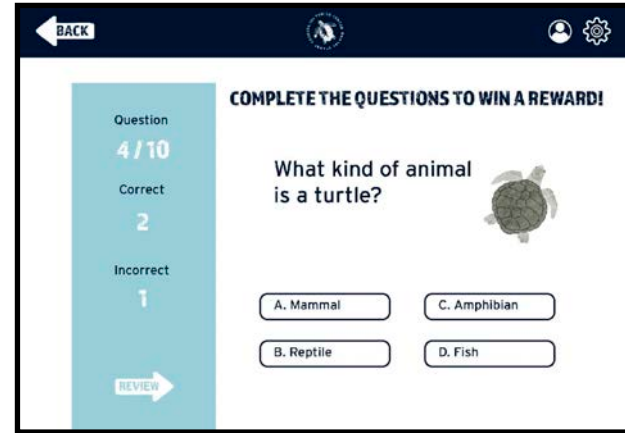 BACK
COMPLETE THE QUESTIONS TO WIN A REWARD!
Question
4/10
Correct
2
Incorrect
1
REVIEW
What kind of animal
is a turtle?
A. Mammal
C. Amphibian
B. Reptile
D. Fish